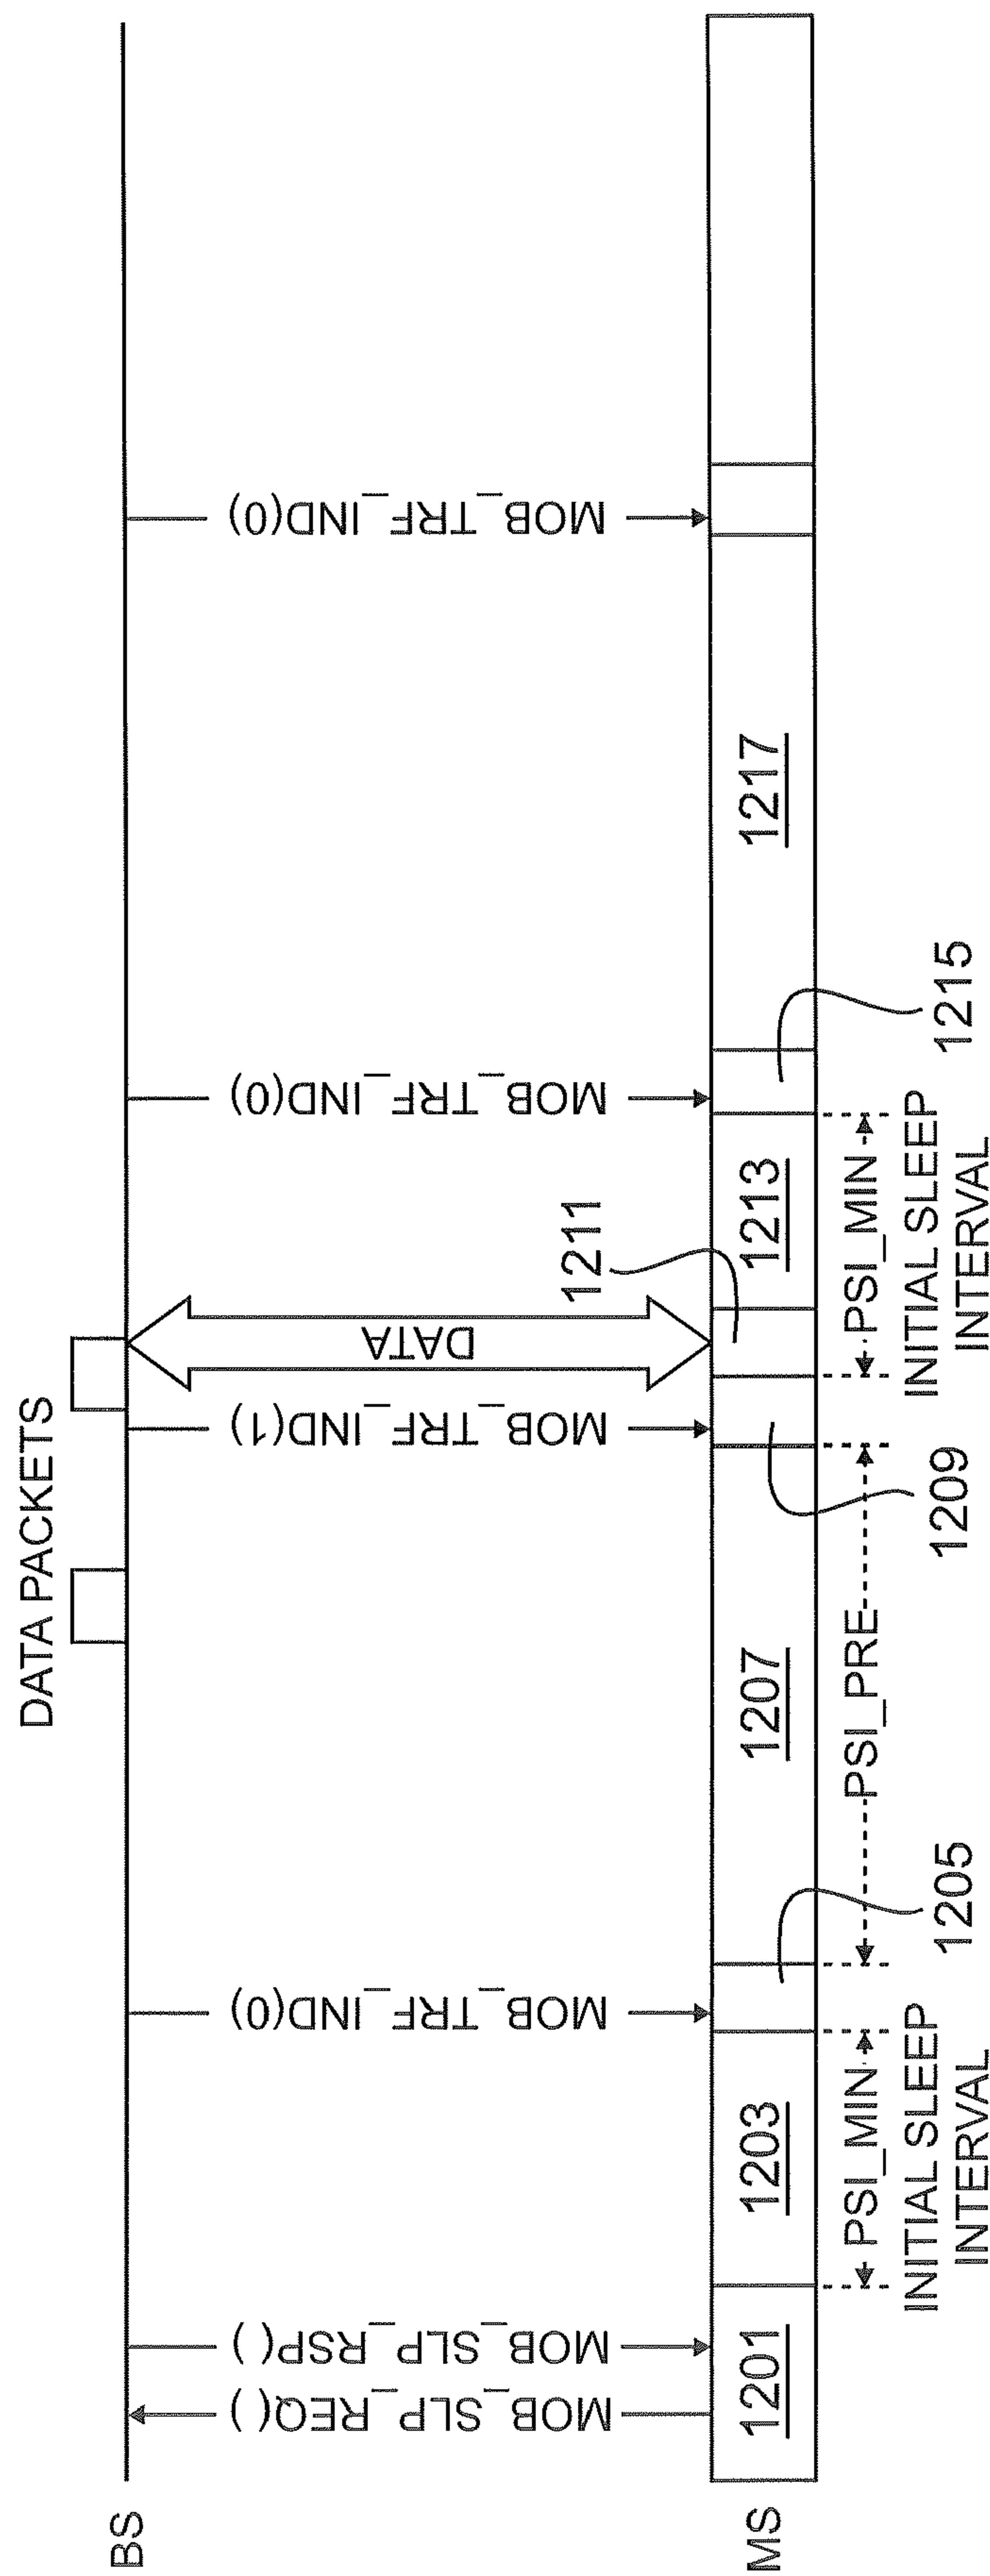 DATA PACKETS
BS
MOB_SLP_REQ( )
MOB_SLP_RSP( )
MOB_TRF_IND(0)
MOB_TRF_IND(1)
DATA
MOB_TRF_IND(0)
MOB_TRF_IND(0)
1211
MS
1201
1203
1207
1213
1217
PSI_MIN
INITIAL SLEEP
INTERVAL
1205
PSI_PRE
1209
PSI_MIN
INITIAL SLEEP
INTERVAL
1215